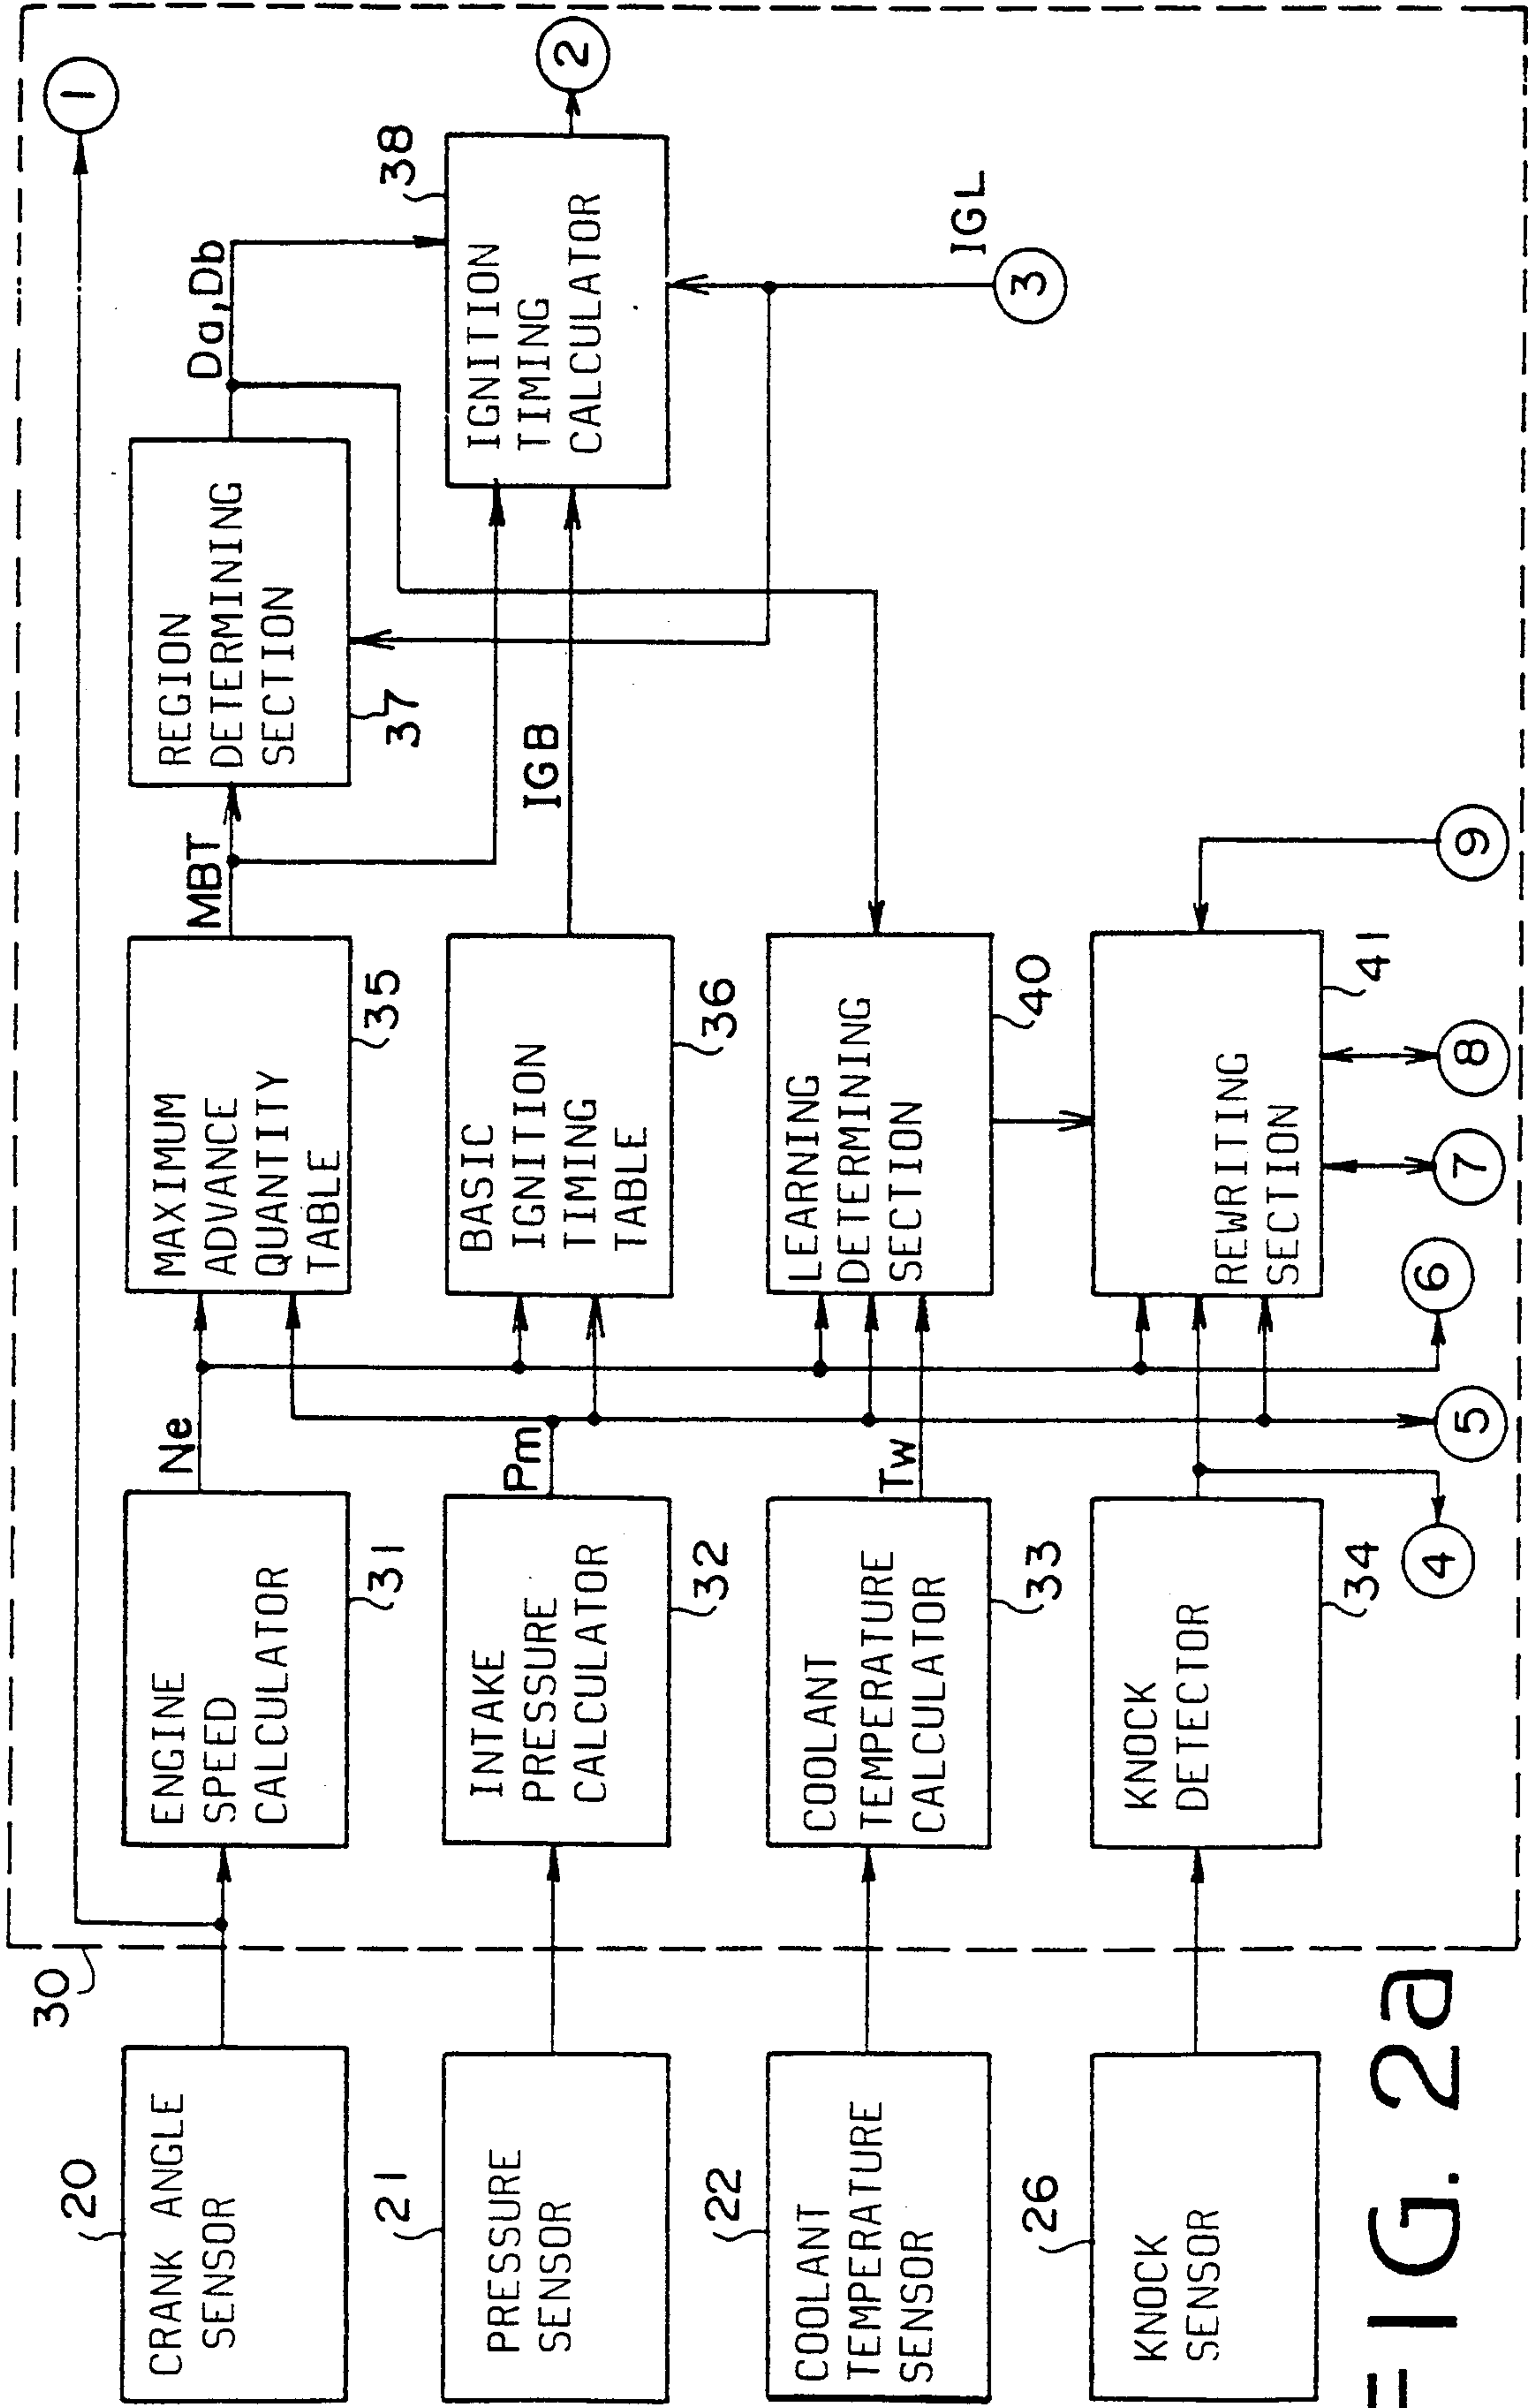 1
30
20
CRANK ANGLE
SENSOR
ENGINE
SPEED
CALCULATOR
31
Ne
MAXIMUM
ADVANCE
QUANTITY
TABLE
35
MBT
REGION
DETERMINING
SECTION
37
Da,Db
21
PRESSURE
SENSOR
INTAKE
PRESSURE
CALCULATOR
32
Pm
BASIC
IGNITION
TIMING
TABLE
36
IGB
IGNITION
TIMING
CALCULATOR
38
2
22
COOLANT
TEMPERATURE
SENSOR
COOLANT
TEMPERATURE
CALCULATOR
33
Tw
LEARNING
DETERMINING
SECTION
40
IGL
3
26
KNOCK
SENSOR
KNOCK
DETECTOR
34
REWRITING
SECTION
41
4
5
6
7
8
9
FIG. 2a